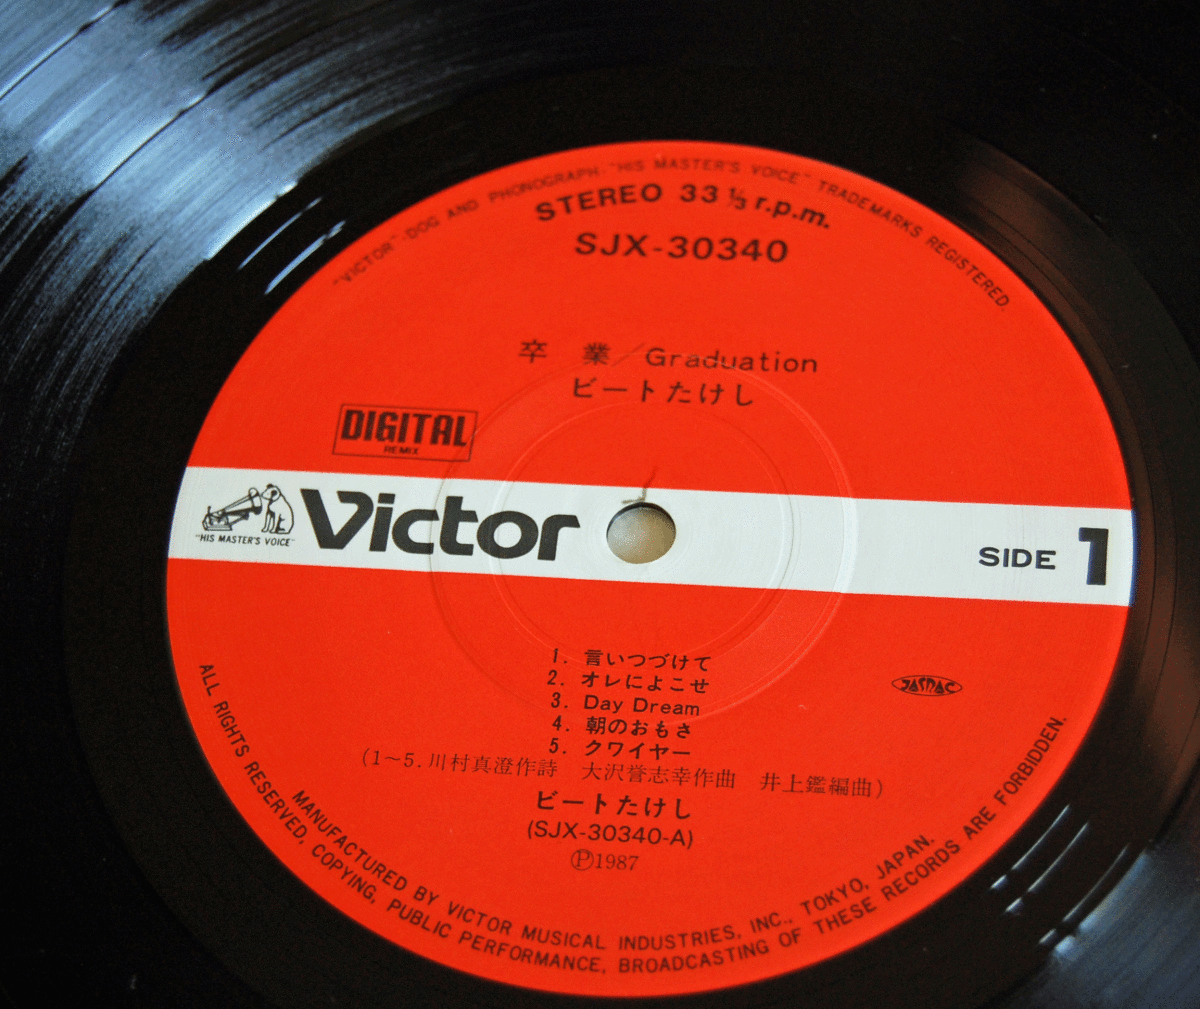 "VICTOR"·DOG AND PHONOGRAPH·"HIS MASTER'S VOICE" TRADEMARKS REGISTERED.
STEREO 33 1/3 r.p.m.
SJX-30340
卒 業/Graduation
ビートたけし
DIGITAL
REMIX
"HIS MASTER'S VOICE"
Victor
SIDE 1
1. 言いつづけて
2. オレによこせ
3. Day Dream
4. 朝のおもさ
5. クワイヤー
(1~5.川村真澄作詩 大沢誉志幸作曲 井上鑑編曲)
JASRAC
ビートたけし
(SJX-30340-A)
Ⓟ1987
MANUFACTURED BY VICTOR MUSICAL INDUSTRIES, INC., TOKYO, JAPAN.
ALL RIGHTS RESERVED, COPYING, PUBLIC PERFORMANCE, BROADCASTING OF THESE RECORDS ARE FORBIDDEN.